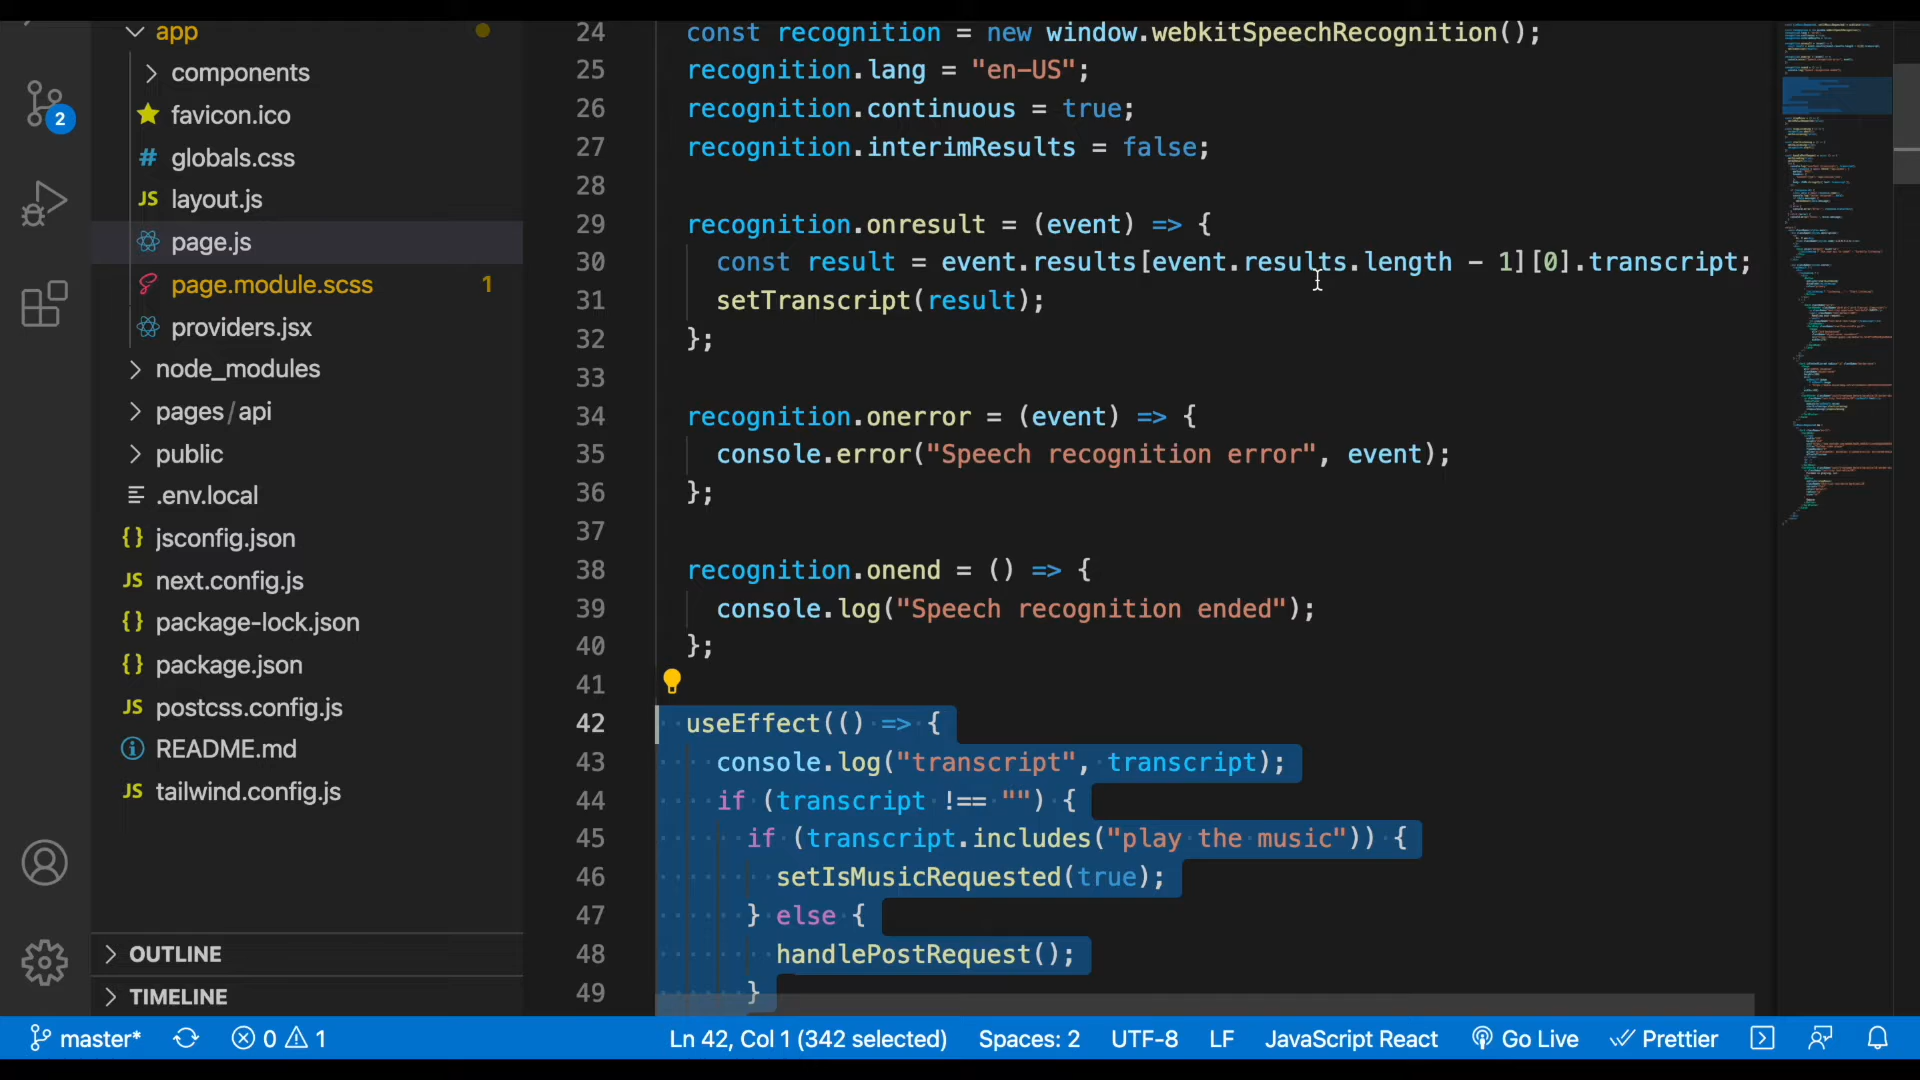 app
components
favicon.ico
# globals.css
JS layout.js
page.js
page.module.scss 1
providers.jsx
node_modules
pages/api
public
.env.local
{} jsconfig.json
JS next.config.js
{} package-lock.json
{} package.json
JS postcss.config.js
README.md
JS tailwind.config.js
OUTLINE
TIMELINE
2
24 const recognition = new window.webkitSpeechRecognition();
25 recognition.lang = "en-US";
26 recognition.continuous = true;
27 recognition.interimResults = false;
28
29 recognition.onresult = (event) => {
30 const result = event.results[event.results.length - 1][0].transcript;
31 setTranscript(result);
32 };
33
34 recognition.onerror = (event) => {
35 console.error("Speech recognition error", event);
36 };
37
38 recognition.onend = () => {
39 console.log("Speech recognition ended");
40 };
41
42 useEffect(() => {
43 console.log("transcript", transcript);
44 if (transcript !== "") {
45 if (transcript.includes("play the music")) {
46 setIsMusicRequested(true);
47 } else {
48 handlePostRequest();
49 }
master* 0 1 Ln 42, Col 1 (342 selected) Spaces: 2 UTF-8 LF JavaScript React Go Live Prettier